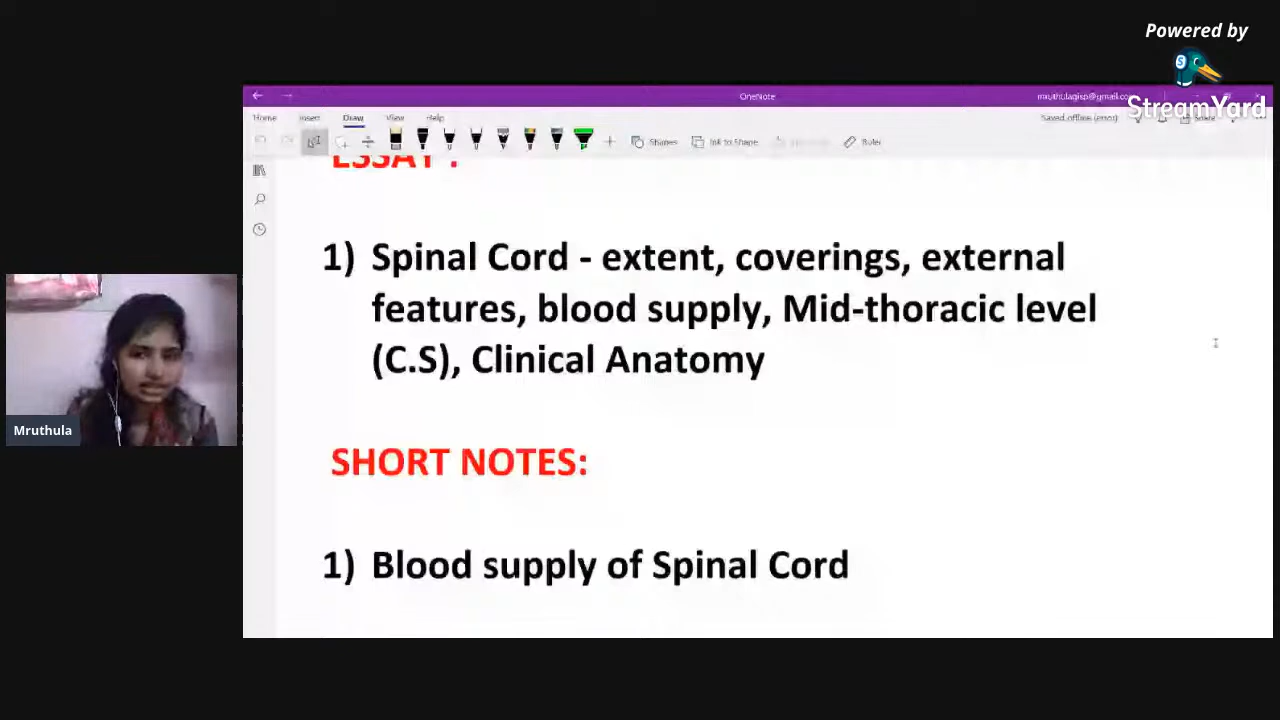 Powered by
StreamYard
OneNote
Home Insert Draw View Help
Shapes Ink to Shape Ruler
ESSAY :
1) Spinal Cord - extent, coverings, external
features, blood supply, Mid-thoracic level
(C.S), Clinical Anatomy
SHORT NOTES:
1) Blood supply of Spinal Cord
Mruthula